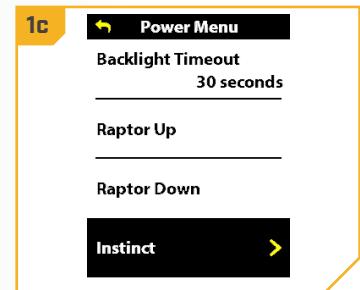 1c
Power Menu
Backlight Timeout
30 seconds
Raptor Up
Raptor Down
Instinct